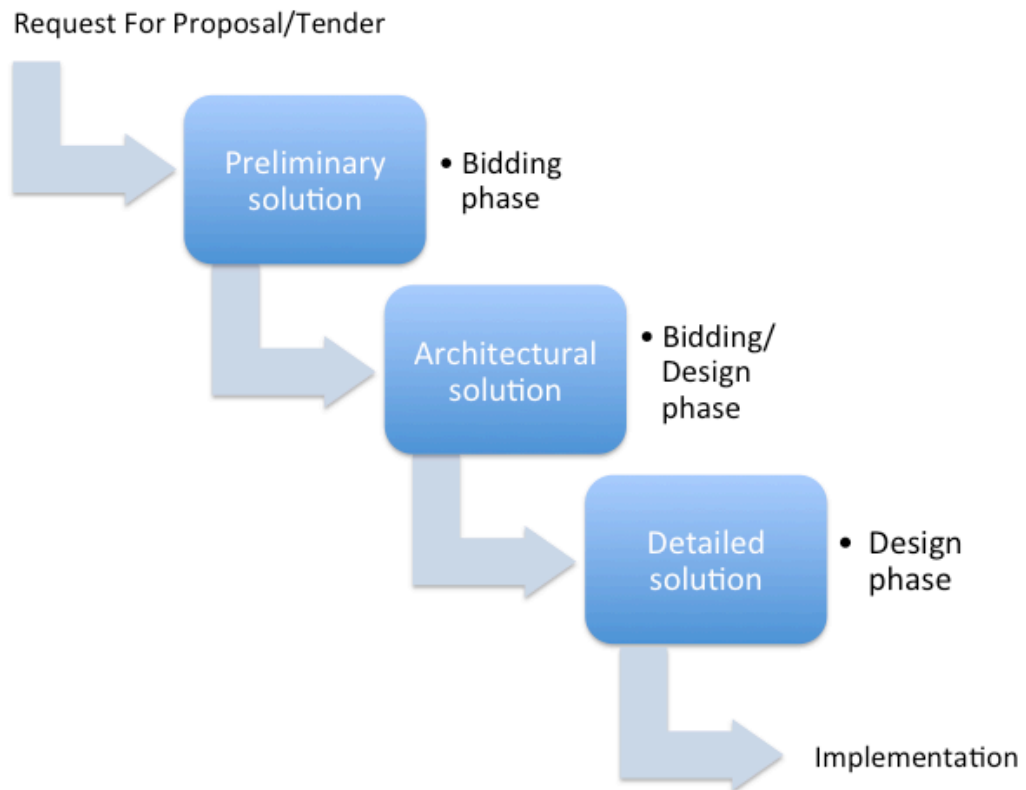 Request For Proposal/Tender
Preliminary
solution
• Bidding
phase
Architectural
solution
• Bidding/
Design
phase
Detailed
solution
• Design
phase
Implementation